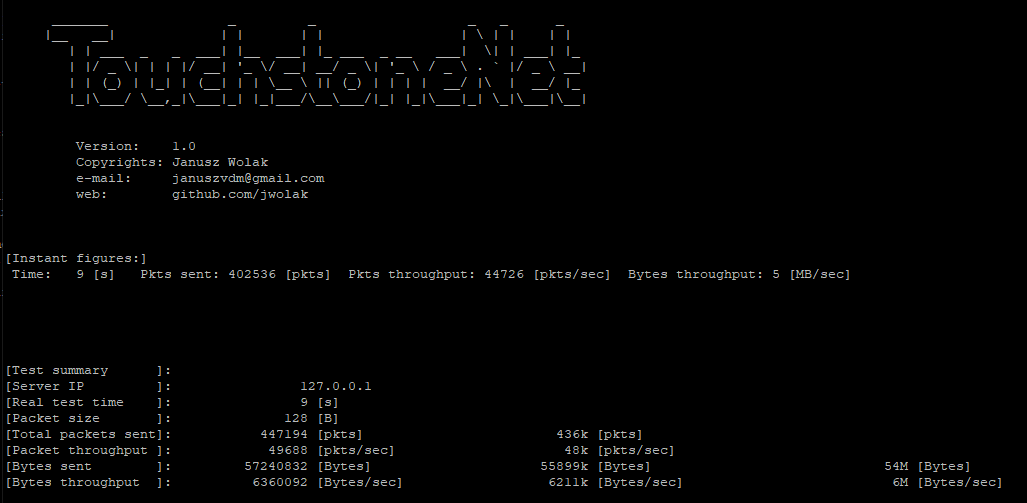 TouchstoneNet
Version: 1.0
Copyrights: Janusz Wolak
e-mail: januszvdm@gmail.com
web: github.com/jwolak
[Instant figures:]
Time: 9 [s] Pkts sent: 402536 [pkts] Pkts throughput: 44726 [pkts/sec] Bytes throughput: 5 [MB/sec]
[Test summary ]:
[Server IP ]: 127.0.0.1
[Real test time ]: 9 [s]
[Packet size ]: 128 [B]
[Total packets sent]: 447194 [pkts] 436k [pkts]
[Packet throughput ]: 49688 [pkts/sec] 48k [pkts/sec]
[Bytes sent ]: 57240832 [Bytes] 55899k [Bytes] 54M [Bytes]
[Bytes throughput ]: 6360092 [Bytes/sec] 6211k [Bytes/sec] 6M [Bytes/sec]